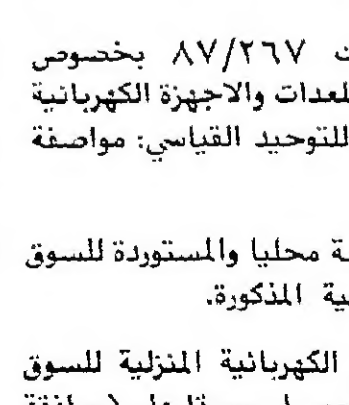 ت ٨٧/٢٦٧ بخصوص
لمعدات والاجهزة الكهربائية
للتوحيد القياسي: مواصفة
ة محليا والمستوردة للسوق
ية المذكورة.
الكهربائية المنزلية للسوق